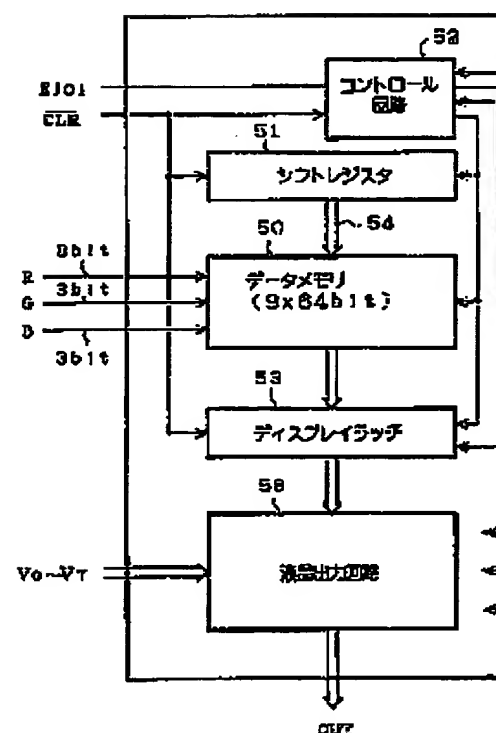 52
EIO1
コントロール
回路
CLR
51
シフトレジスタ
54
50
3bit
R
データメモリ
(9x64bit)
3bit
G
B
3bit
53
ディスプレイラッチ
58
V0~V7
液晶出力回路
OUT